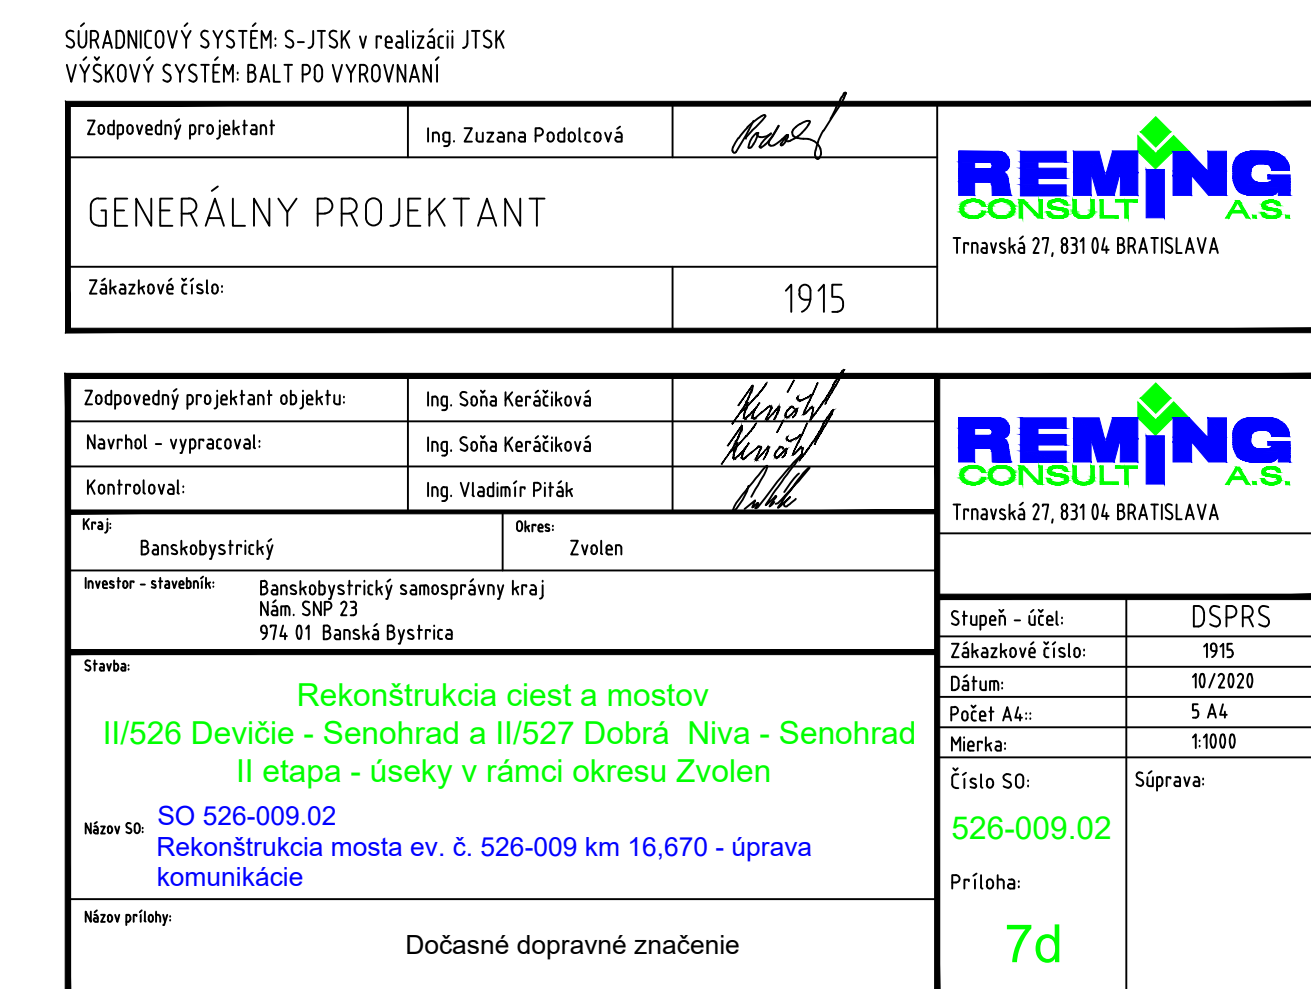 SÚRADNICOVÝ SYSTÉM: S-JTSK v realizácii JTSK
VÝŠKOVÝ SYSTÉM: BALT PO VYROVNANÍ
Zodpovedný projektant
Ing. Zuzana Podolcová
GENERÁLNY PROJEKTANT
Zákazkové číslo:
1915
REMING
CONSULT A.S.
Trnavská 27, 831 04 BRATISLAVA
Zodpovedný projektant objektu:
Ing. Soňa Keráčiková
Navrhol - vypracoval:
Ing. Soňa Keráčiková
Kontroloval:
Ing. Vladimír Piták
REMING
CONSULT A.S.
Trnavská 27, 831 04 BRATISLAVA
Kraj:
Banskobystrický
Okres:
Zvolen
Investor - stavebník:
Banskobystrický samosprávny kraj
Nám. SNP 23
974 01 Banská Bystrica
Stavba:
Rekonštrukcia ciest a mostov
II/526 Devičie - Senohrad a II/527 Dobrá Niva - Senohrad
II etapa - úseky v rámci okresu Zvolen
Názov SO:
SO 526-009.02
Rekonštrukcia mosta ev. č. 526-009 km 16,670 - úprava
komunikácie
Názov prílohy:
Dočasné dopravné značenie
Stupeň - účel:
DSPRS
Zákazkové číslo:
1915
Dátum:
10/2020
Počet A4::
5 A4
Mierka:
1:1000
Číslo SO:
526-009.02
Súprava:
Príloha:
7d